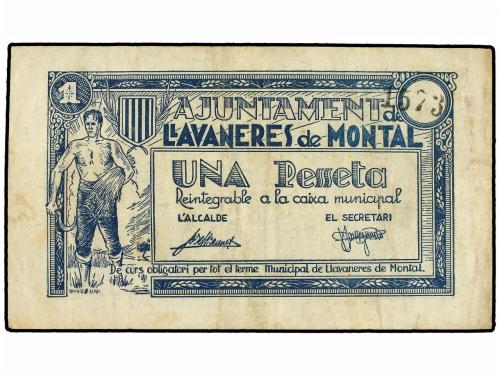 1
1573
AJUNTAMENT de
LLAVANERES de MONTAL
UNA PESSETA
Reintegrable a la caixa municipal
L'ALCALDE
EL SECRETARI
De curs obligatori per tot el terme Municipal de Llavaneres de Montal.